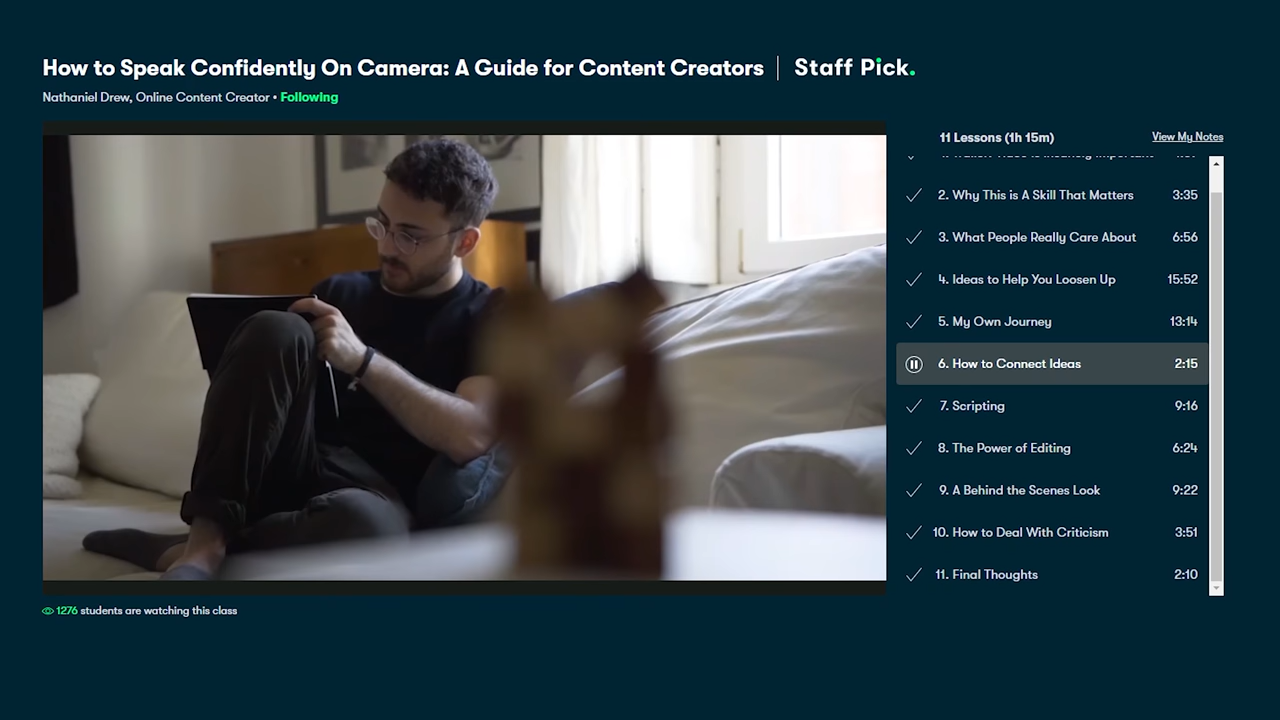 How to Speak Confidently On Camera: A Guide for Content Creators | Staff Pick.
Nathaniel Drew, Online Content Creator • Following
11 Lessons (1h 15m) View My Notes
2. Why This is A Skill That Matters 3:35
3. What People Really Care About 6:56
4. Ideas to Help You Loosen Up 15:52
5. My Own Journey 13:14
6. How to Connect Ideas 2:15
7. Scripting 9:16
8. The Power of Editing 6:24
9. A Behind the Scenes Look 9:22
10. How to Deal With Criticism 3:51
11. Final Thoughts 2:10
1276 students are watching this class